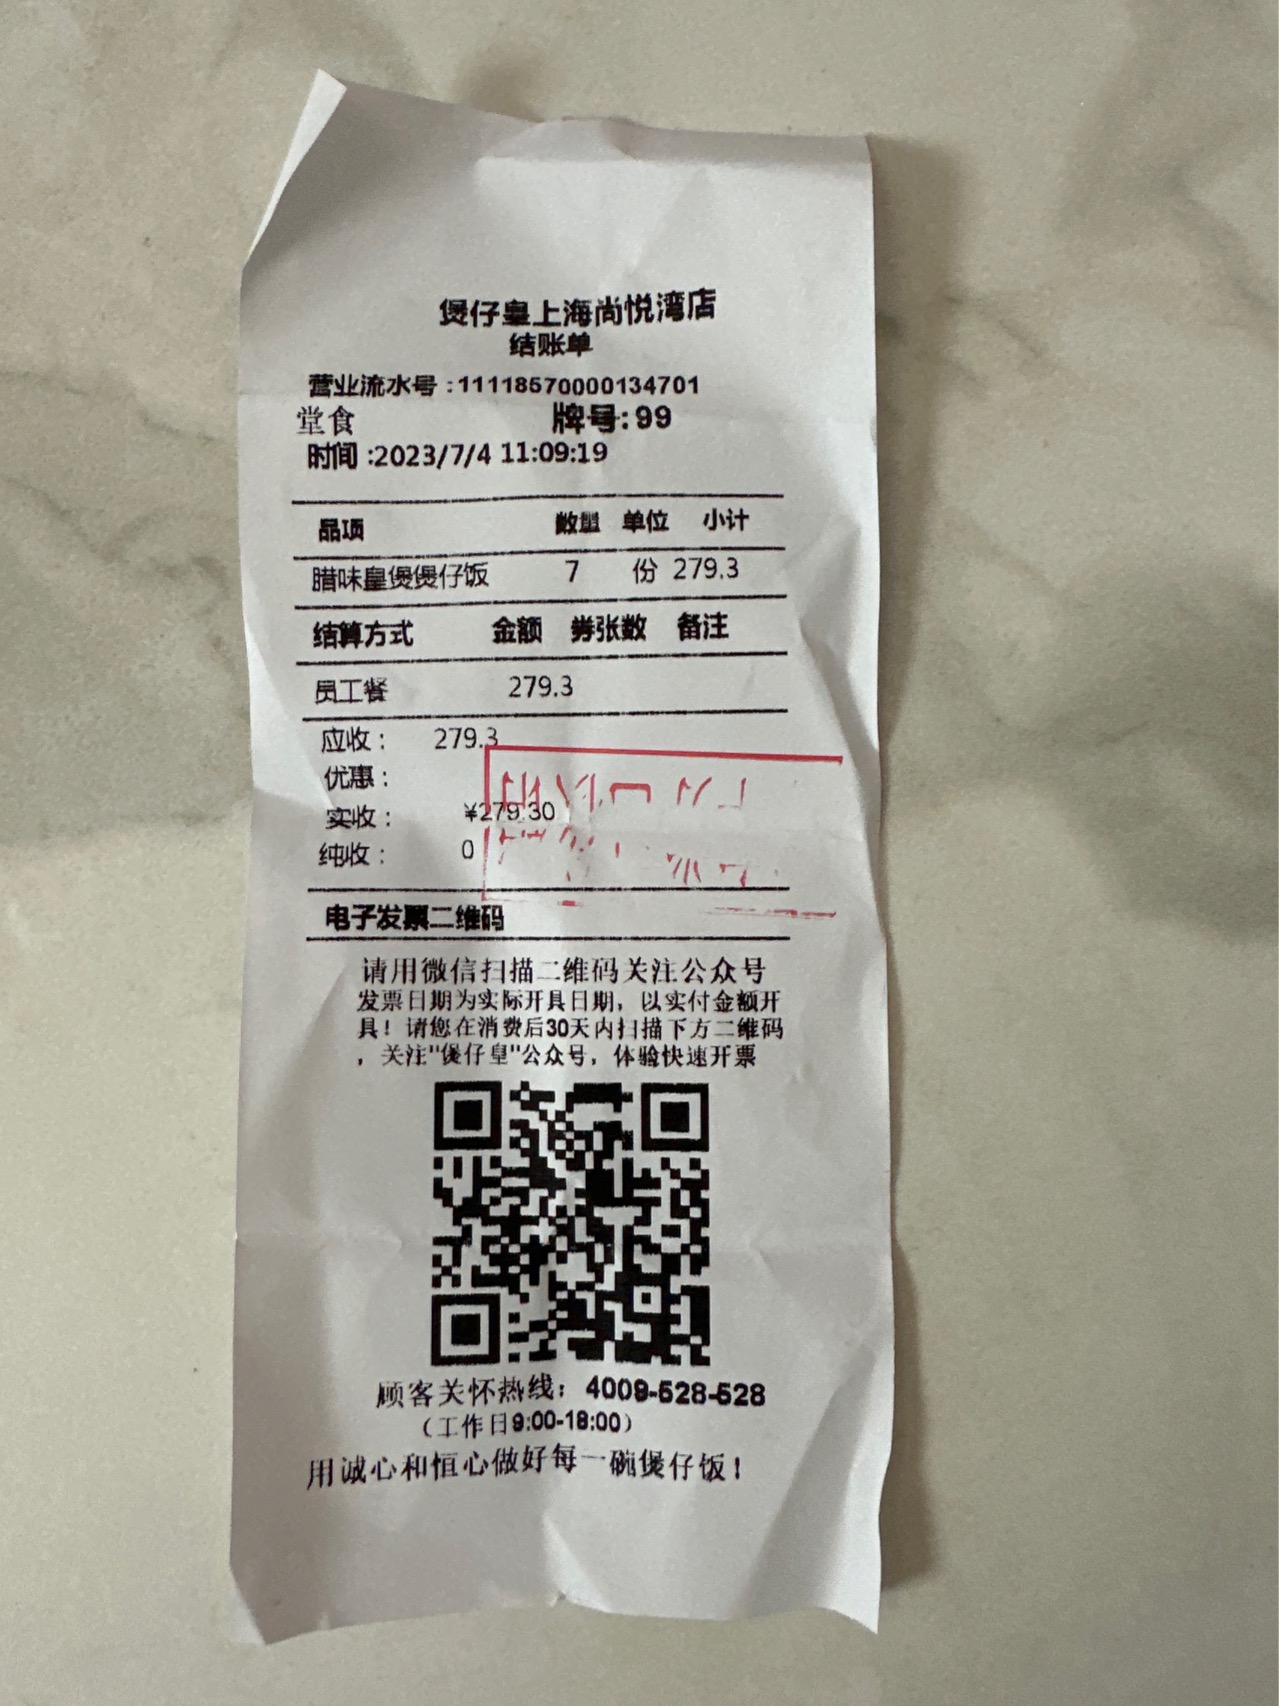 煲仔皇上海尚悦湾店
结账单
营业流水号:11118570000134701
堂食 牌号:99
时间:2023/7/4 11:09:19
品项 数量 单位 小计
腊味皇煲煲仔饭 7 份 279.3
结算方式 金额 券张数 备注
员工餐 279.3
应收: 279.3
优惠:
实收: ¥279.30
纯收: 0
电子发票二维码
请用微信扫描二维码关注公众号
发票日期为实际开具日期，以实付金额开
具！请您在消费后30天内扫描下方二维码
，关注"煲仔皇"公众号，体验快速开票
顾客关怀热线：4009-528-528
（工作日9:00-18:00）
用诚心和恒心做好每一碗煲仔饭！